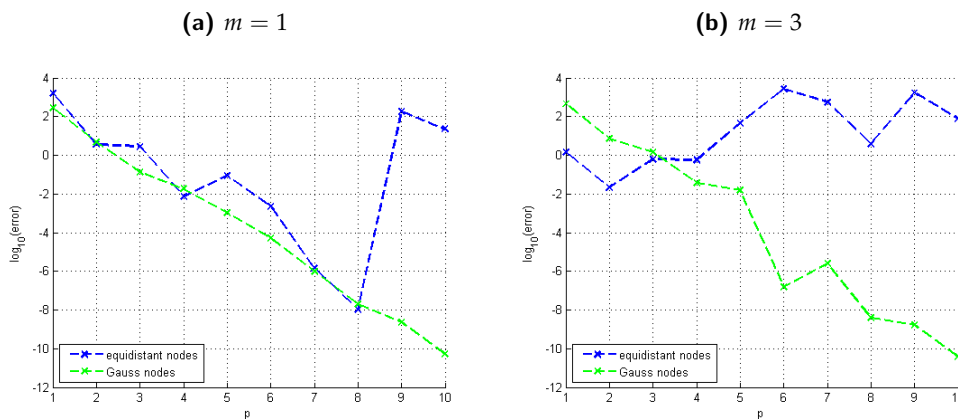 (a) m = 1
4
2
0
-2
-4
-6
-8
-10
-12
log10(error)
equidistant nodes
Gauss nodes
1 2 3 4 5 6 7 8 9 10
p
(b) m = 3
4
2
0
-2
-4
-6
-8
-10
-12
log10(error)
equidistant nodes
Gauss nodes
1 2 3 4 5 6 7 8 9 10
p